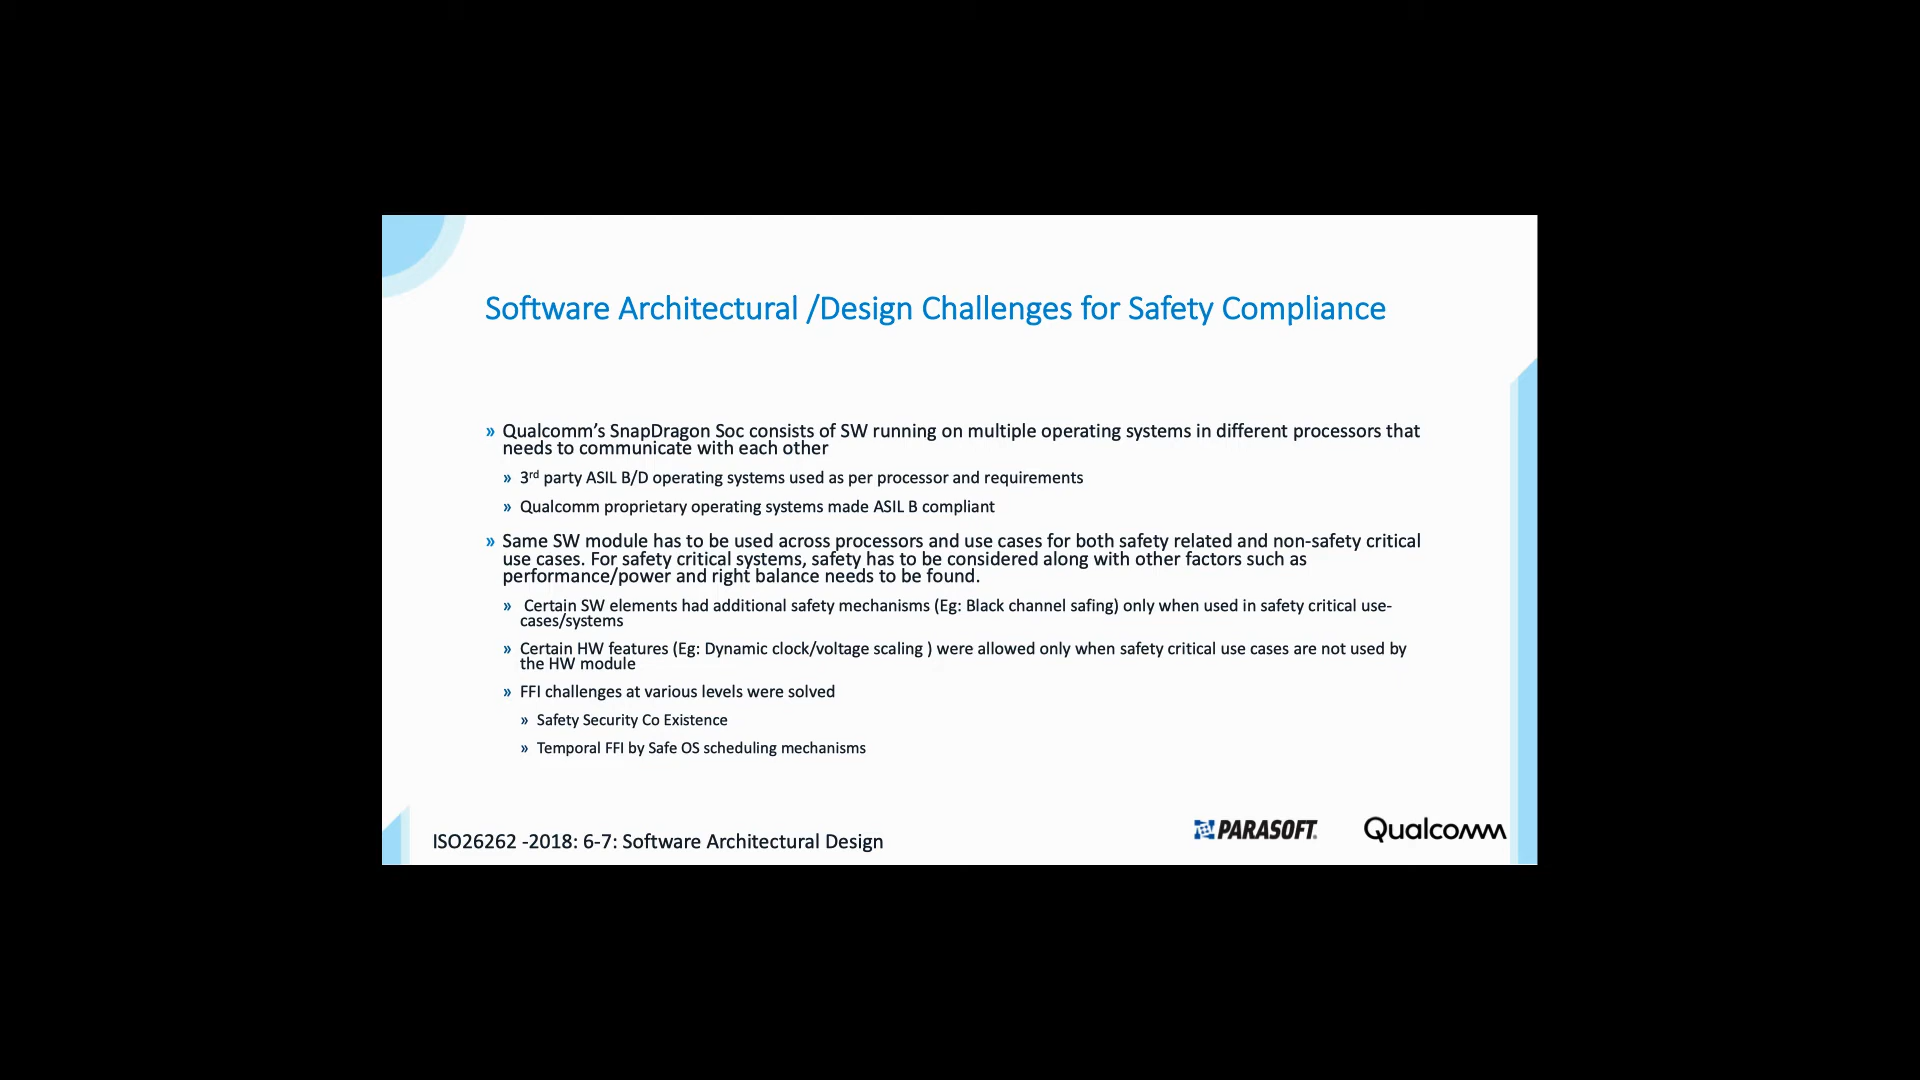 Software Architectural /Design Challenges for Safety Compliance
» Qualcomm’s SnapDragon Soc consists of SW running on multiple operating systems in different processors that
needs to communicate with each other
» 3rd party ASIL B/D operating systems used as per processor and requirements
» Qualcomm proprietary operating systems made ASIL B compliant
» Same SW module has to be used across processors and use cases for both safety related and non-safety critical
use cases. For safety critical systems, safety has to be considered along with other factors such as
performance/power and right balance needs to be found.
» Certain SW elements had additional safety mechanisms (Eg: Black channel safing) only when used in safety critical use-
cases/systems
» Certain HW features (Eg: Dynamic clock/voltage scaling ) were allowed only when safety critical use cases are not used by
the HW module
» FFI challenges at various levels were solved
» Safety Security Co Existence
» Temporal FFI by Safe OS scheduling mechanisms
ISO26262 -2018: 6-7: Software Architectural Design
PARASOFT. Qualcomm